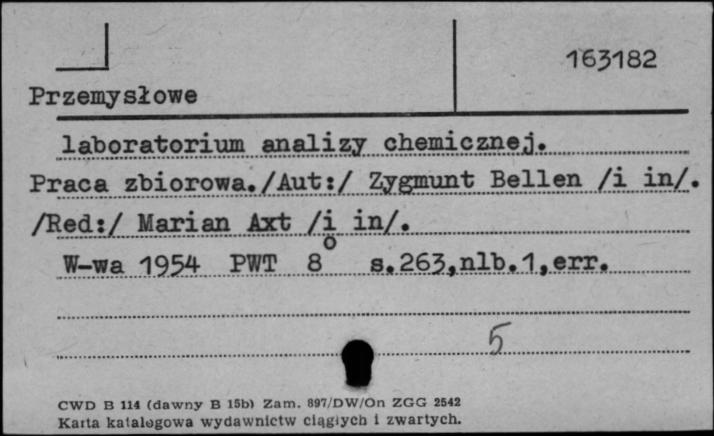 163182
Przemysłowe
laboratorium analizy chemicznej.
Praca zbiorowa./Aut:/ Zygmunt Bellen /i in/.
/Red:/ Marian Axt /i in/.
W-wa 1954 PWT 8° s.263,nlb.1,err.
5
CWD B 114 (dawny B 15b) Zam. 897/DW/On ZGG 2542
Karta katalogowa wydawnictw ciągłych i zwartych.